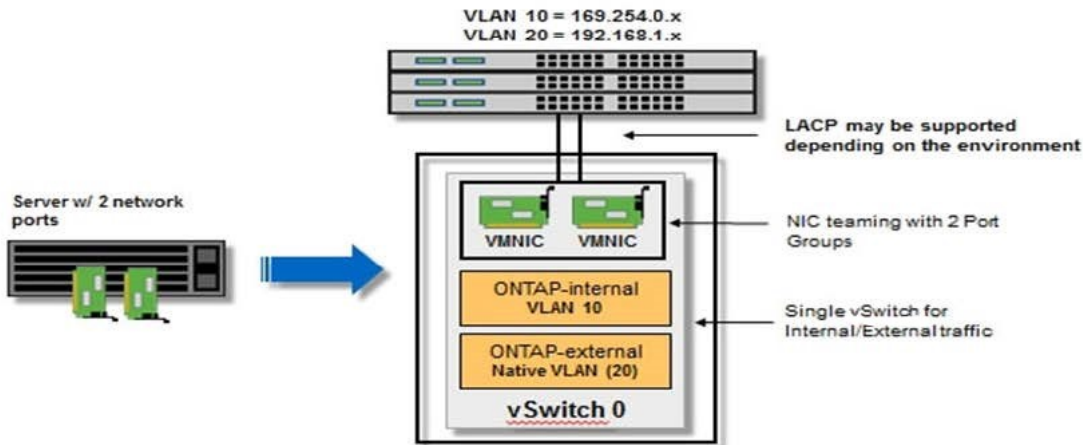 VLAN 10 = 169.254.0.x
VLAN 20 = 192.168.1.x
LACP may be supported
depending on the environment
Server w/ 2 network
ports
VMNIC
VMNIC
NIC teaming with 2 Port
Groups
ONTAP-internal
VLAN 10
Single vSwitch for
Internal/External traffic
ONTAP-external
Native VLAN (20)
vSwitch 0